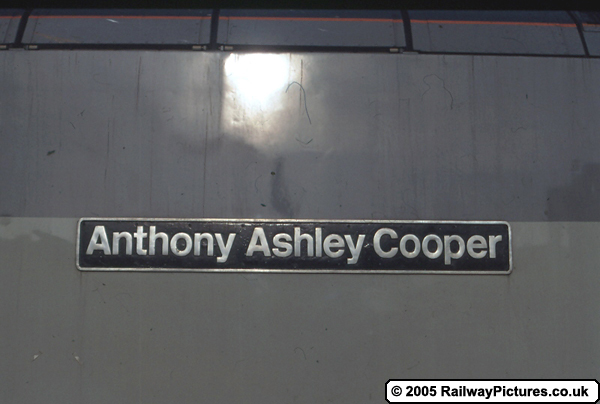 Anthony Ashley Cooper
© 2005 RailwayPictures.co.uk